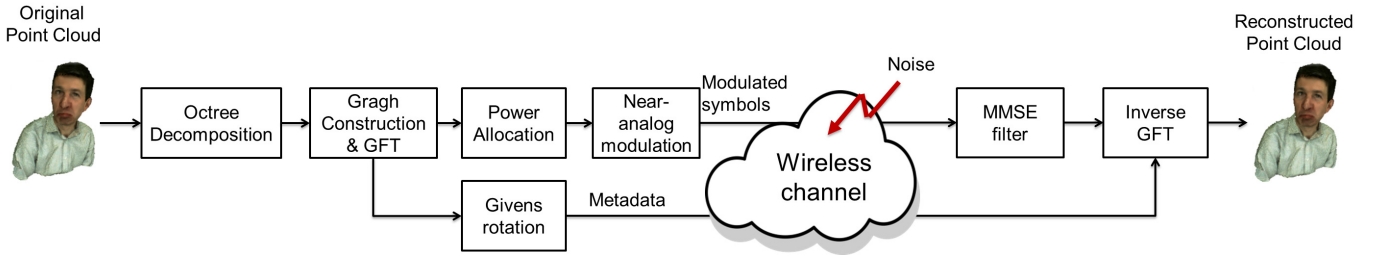 Original
Point Cloud
Octree
Decomposition
Gragh
Construction
& GFT
Power
Allocation
Near-
analog
modulation
Modulated
symbols
Noise
Wireless
channel
MMSE
filter
Inverse
GFT
Reconstructed
Point Cloud
Givens
rotation
Metadata